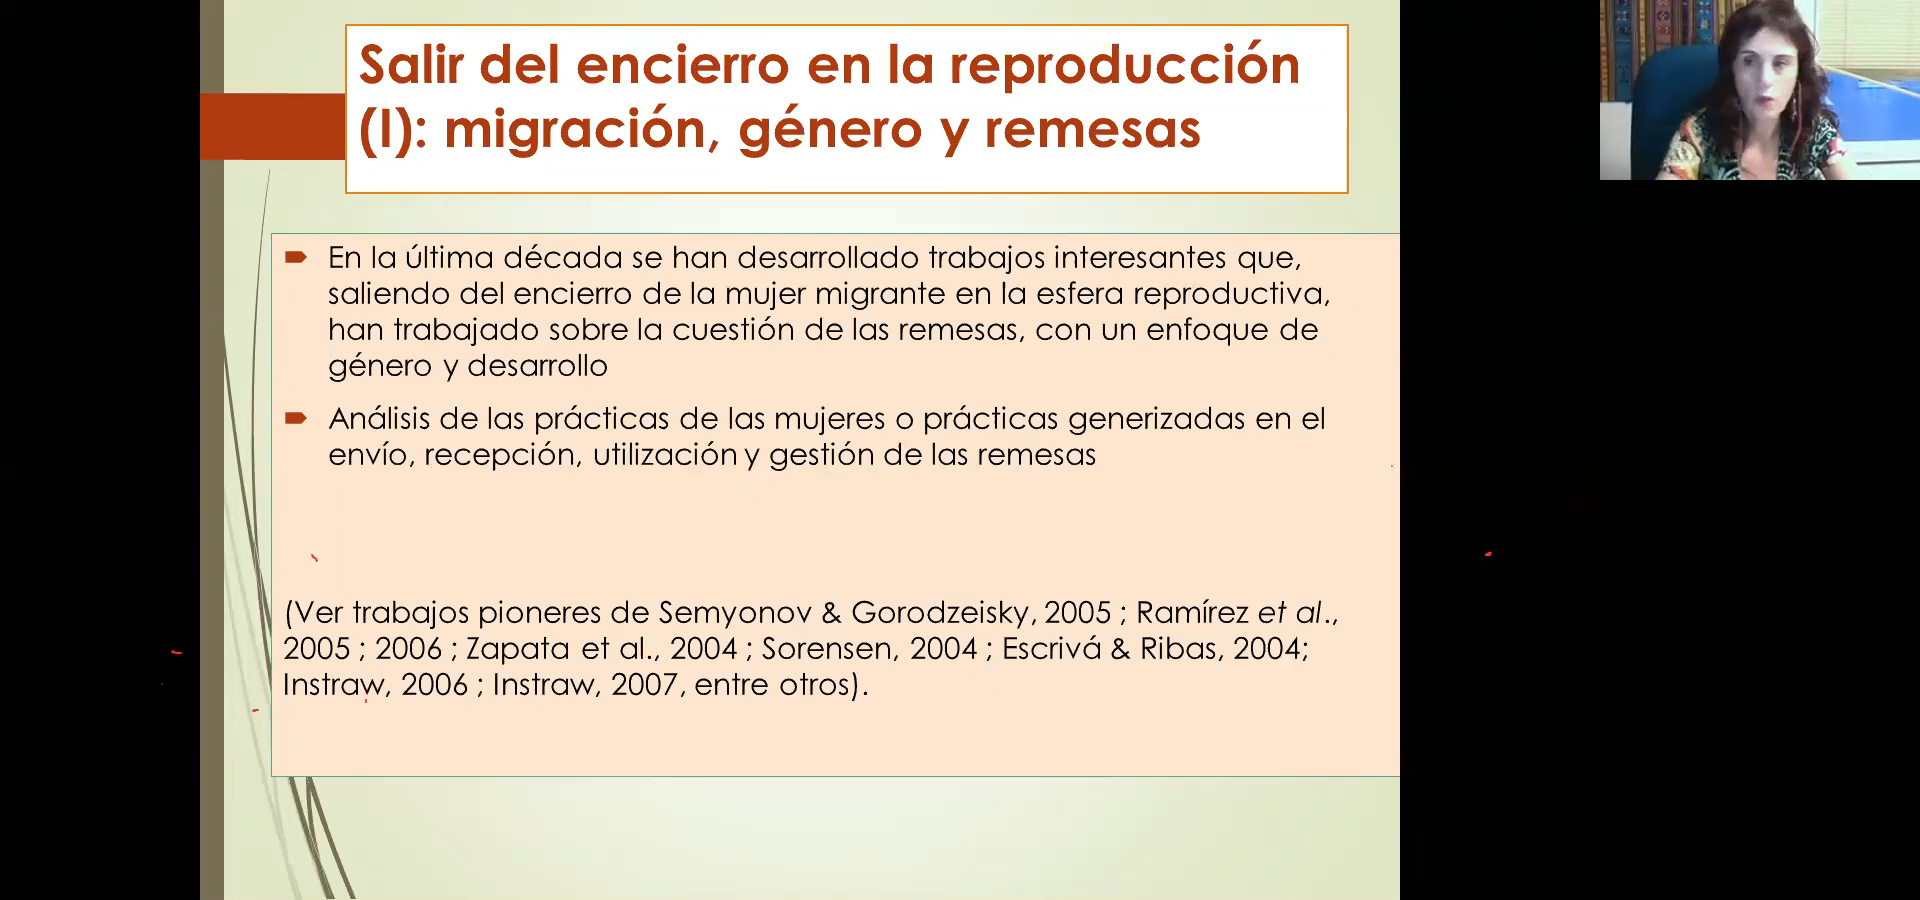 Salir del encierro en la reproducción
(I): migración, género y remesas
En la última década se han desarrollado trabajos interesantes que,
saliendo del encierro de la mujer migrante en la esfera reproductiva,
han trabajado sobre la cuestión de las remesas, con un enfoque de
género y desarrollo
Análisis de las prácticas de las mujeres o prácticas generizadas en el
envío, recepción, utilización y gestión de las remesas
(Ver trabajos pioneres de Semyonov & Gorodzeisky, 2005 ; Ramírez et al.,
2005 ; 2006 ; Zapata et al., 2004 ; Sorensen, 2004 ; Escrivá & Ribas, 2004;
Instraw, 2006 ; Instraw, 2007, entre otros).